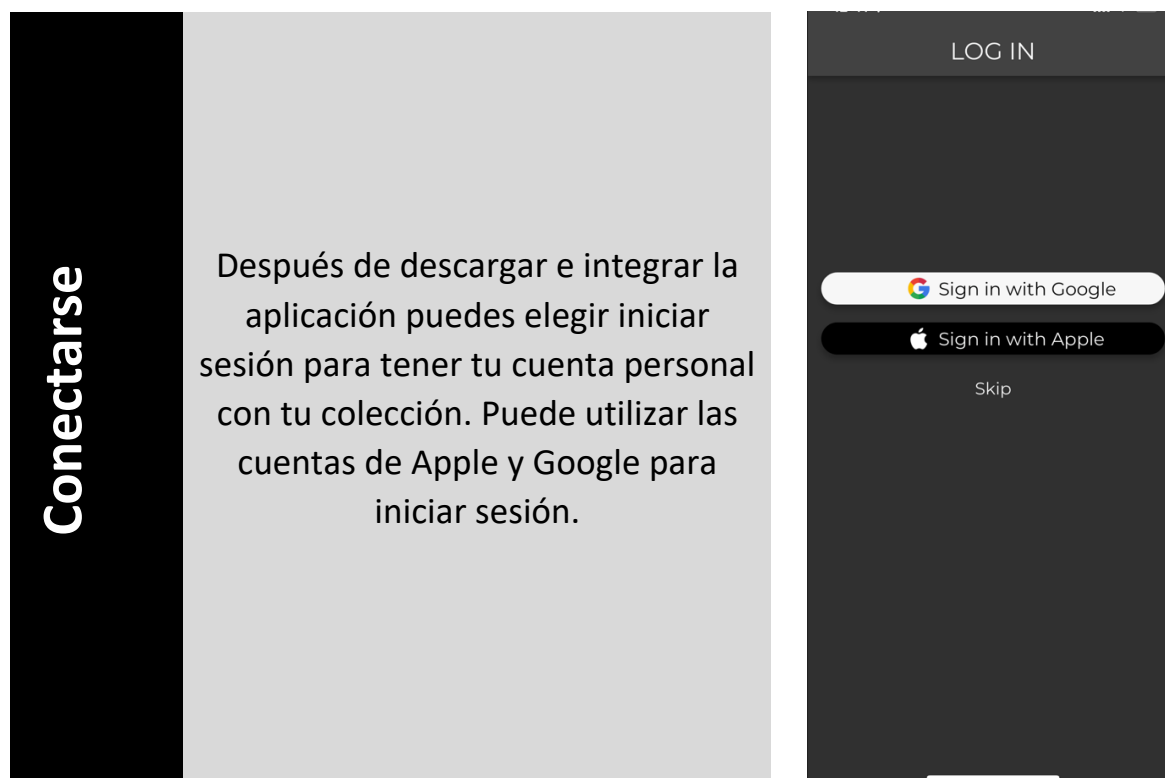 Conectarse
Después de descargar e integrar la
aplicación puedes elegir iniciar
sesión para tener tu cuenta personal
con tu colección. Puede utilizar las
cuentas de Apple y Google para
iniciar sesión.
LOG IN
Sign in with Google
Sign in with Apple
Skip